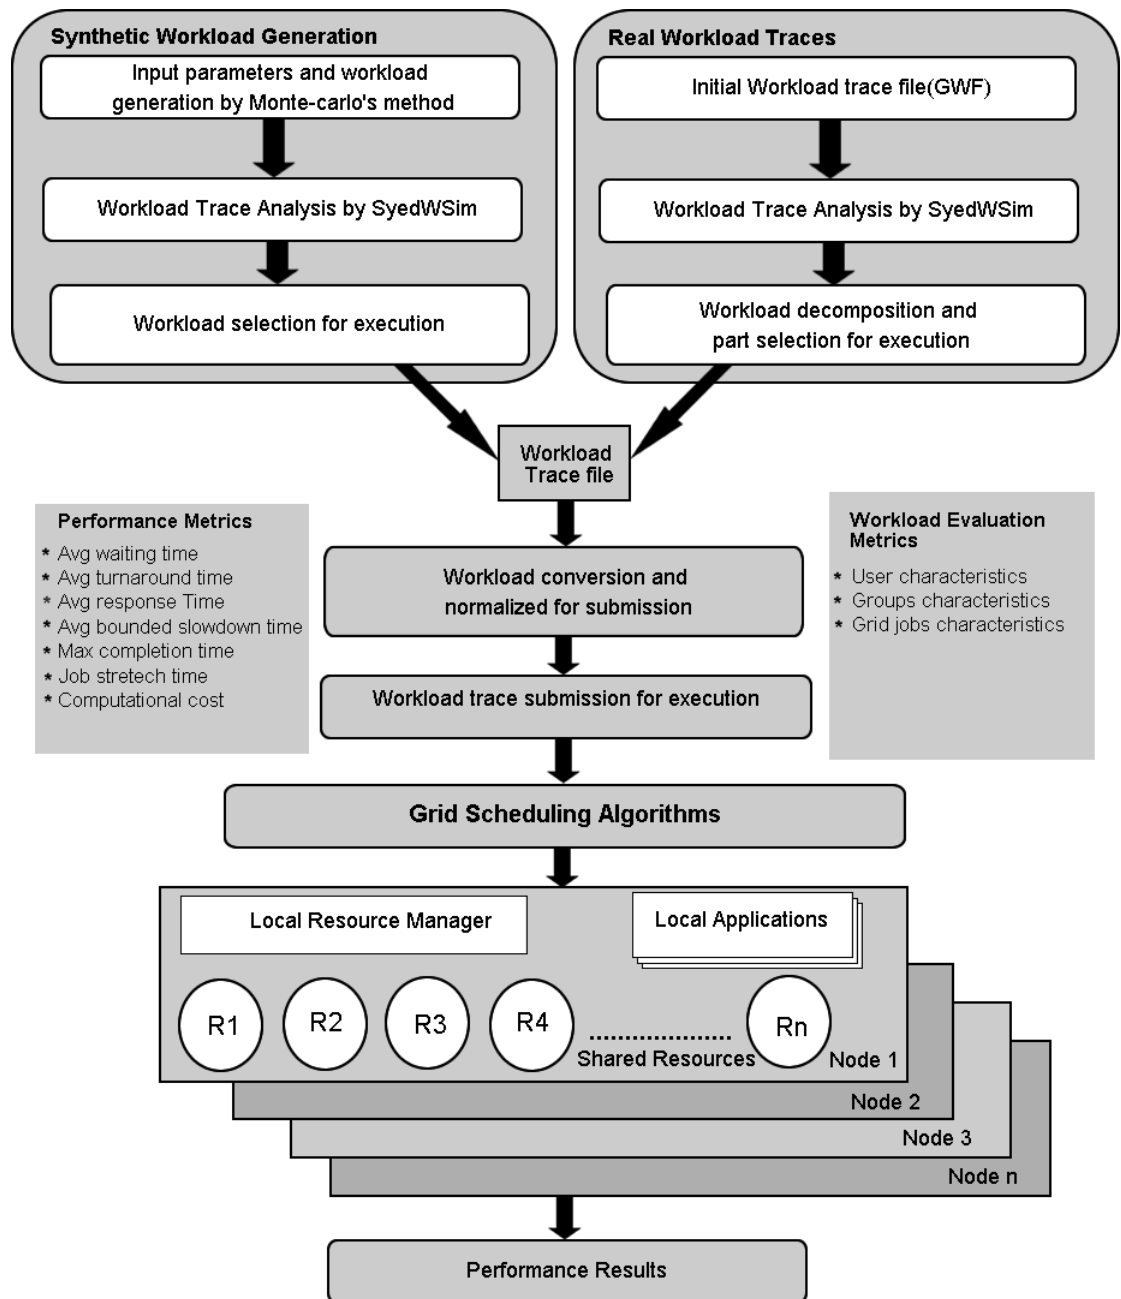 Synthetic Workload Generation
Input parameters and workload
generation by Monte-carlo's method
Workload Trace Analysis by SyedWSim
Workload selection for execution
Real Workload Traces
Initial Workload trace file(GWF)
Workload Trace Analysis by SyedWSim
Workload decomposition and
part selection for execution
Workload
Trace file
Performance Metrics
* Avg waiting time
* Avg turnaround time
* Avg response Time
* Avg bounded slowdown time
* Max completion time
* Job stretech time
* Computational cost
Workload Evaluation
Metrics
* User characteristics
* Groups characteristics
* Grid jobs characteristics
Workload conversion and
normalized for submission
Workload trace submission for execution
Grid Scheduling Algorithms
Local Resource Manager
Local Applications
R1
R2
R3
R4
....................
Shared Resources
Rn
Node 1
Node 2
Node 3
Node n
Performance Results